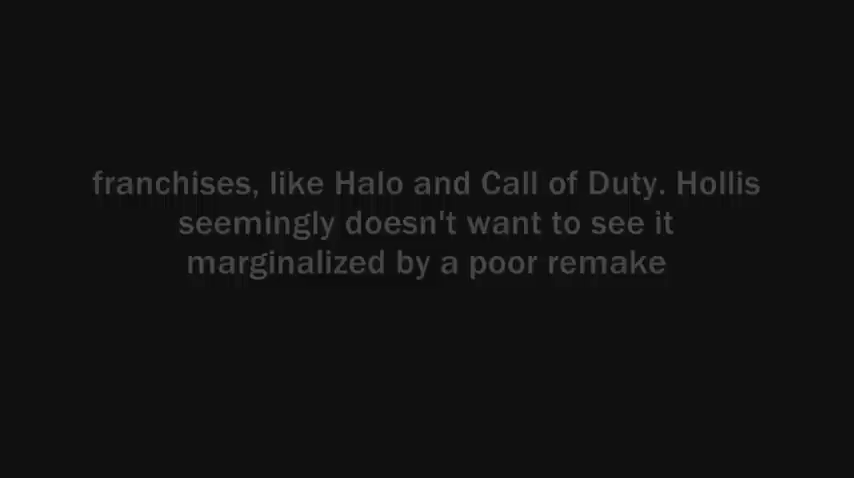 franchises, like Halo and Call of Duty. Hollis
seemingly doesn't want to see it
marginalized by a poor remake